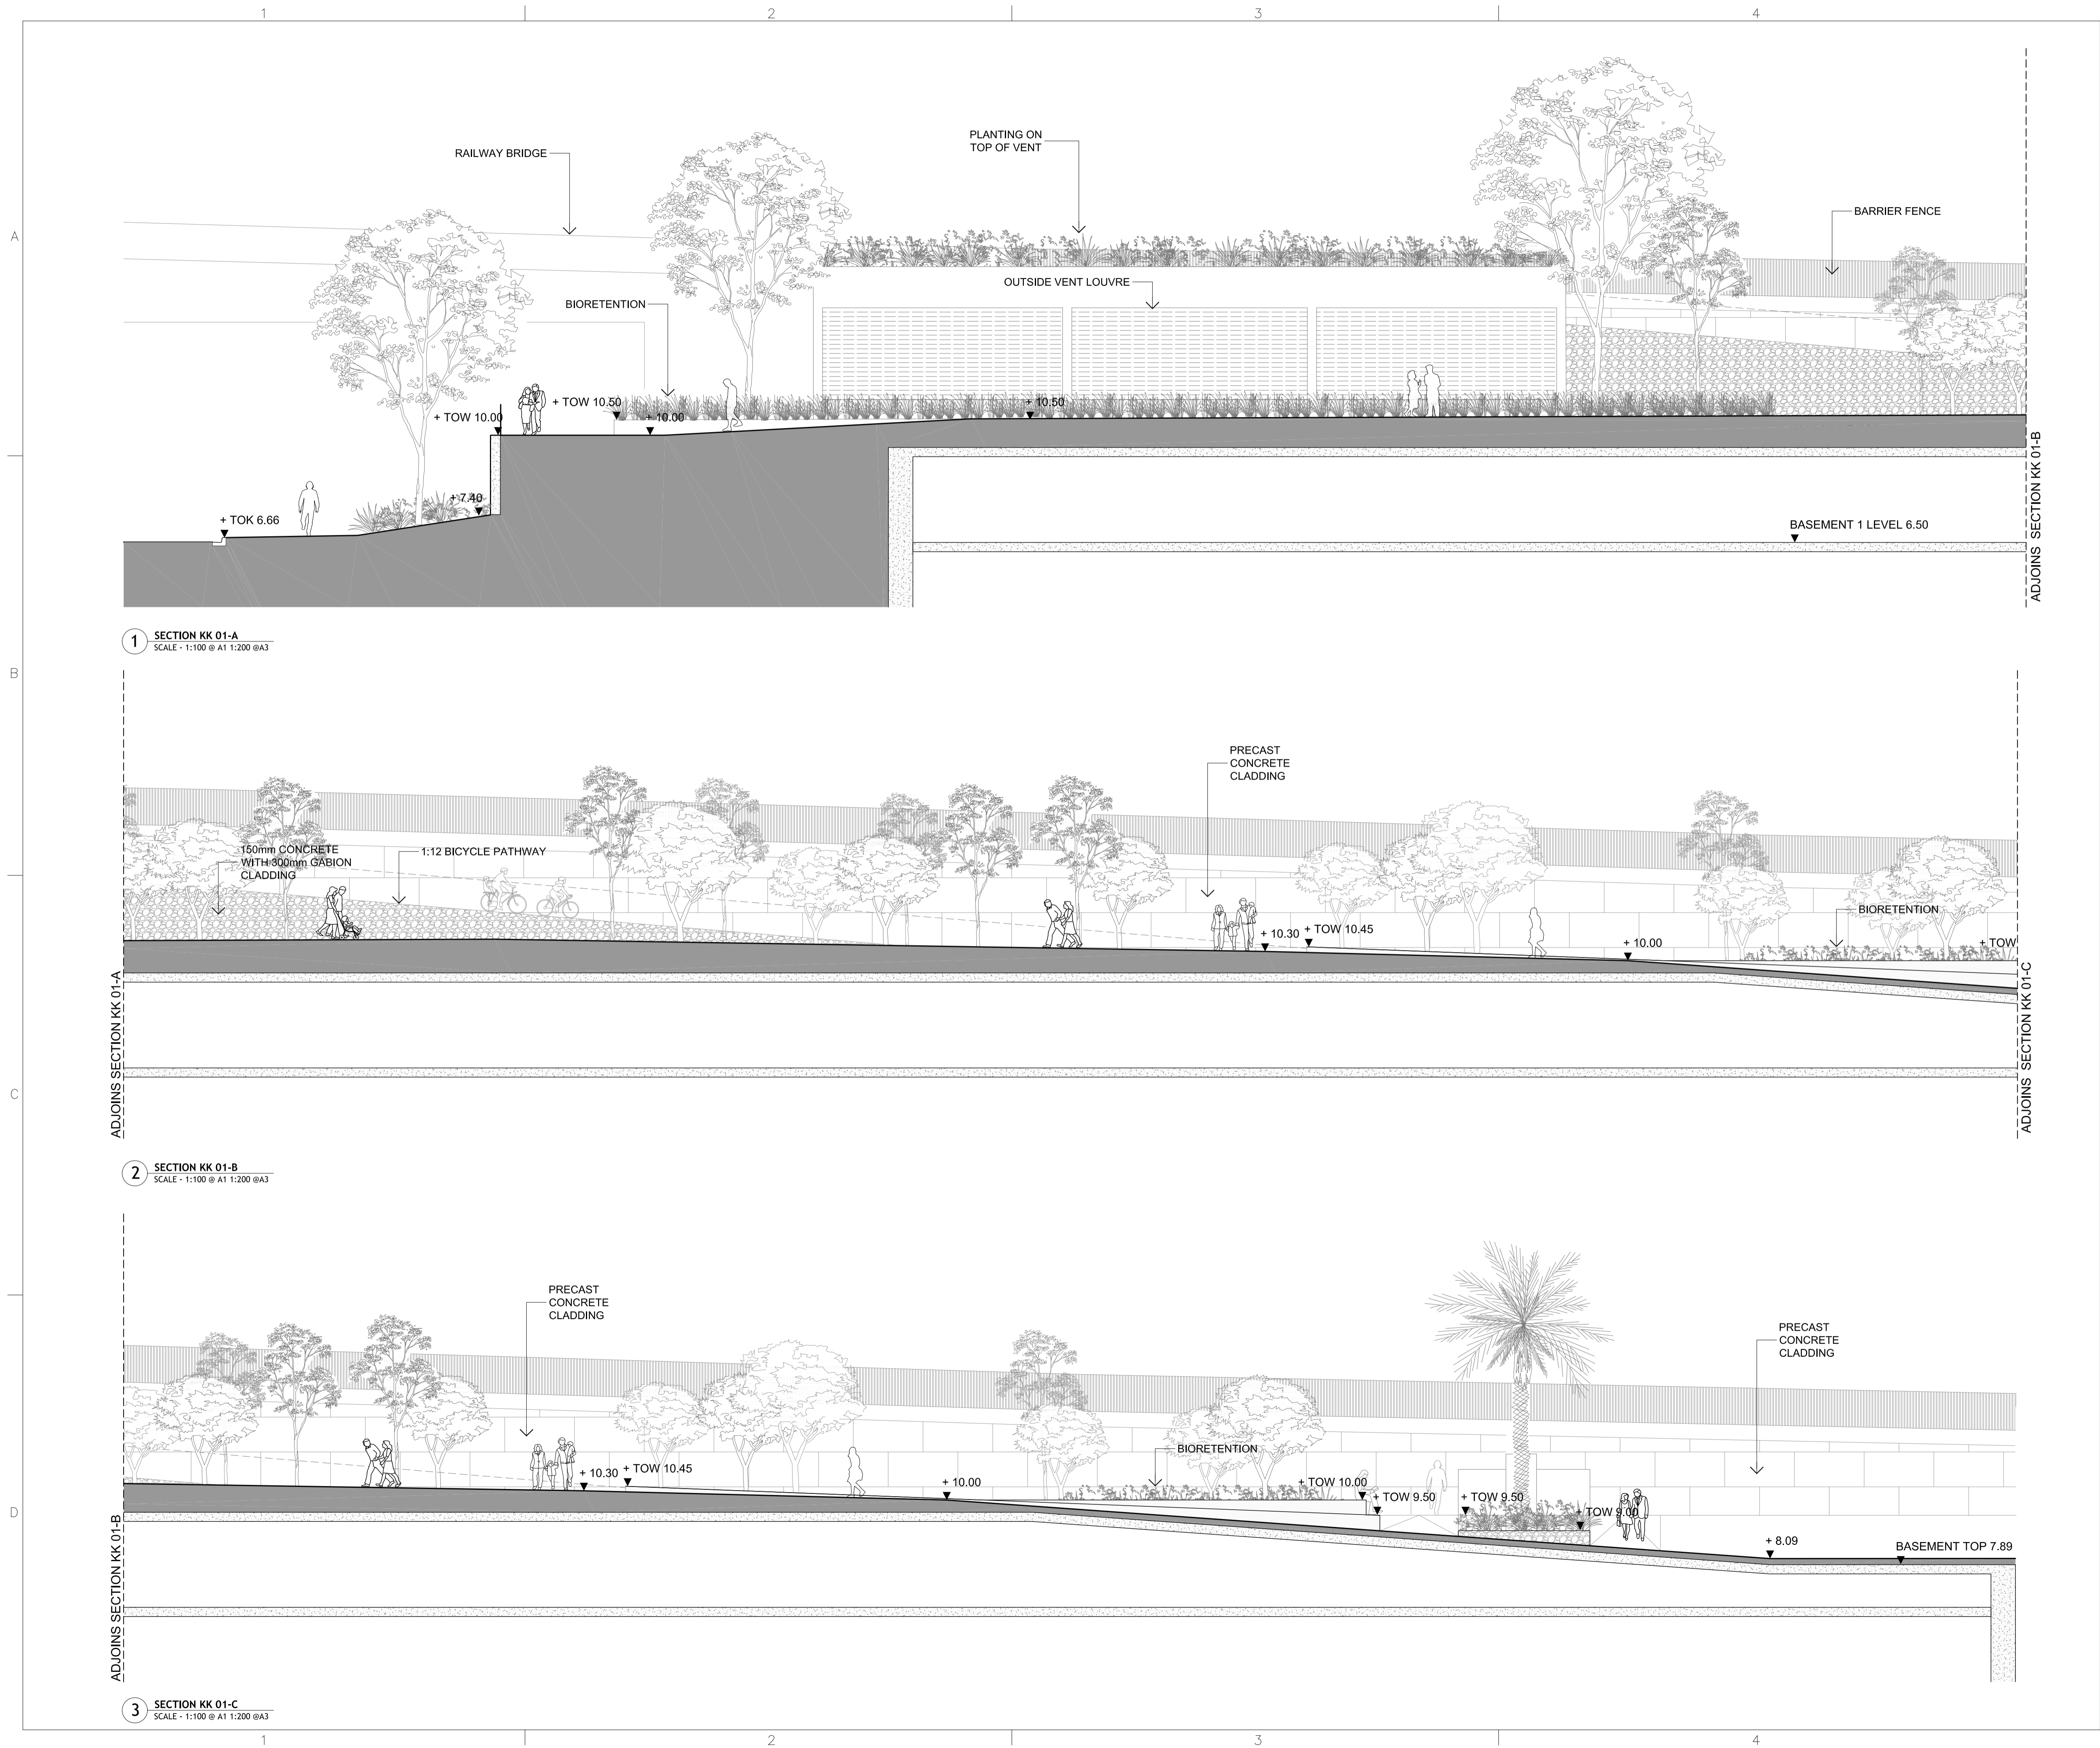 1 2 3 4
A
B
C
D
RAILWAY BRIDGE
PLANTING ON
TOP OF VENT
BARRIER FENCE
OUTSIDE VENT LOUVRE
BIORETENTION
+ TOW 10.50
+ TOW 10.00
+ 10.00
+ 10.50
+ 7.40
+ TOK 6.66
BASEMENT 1 LEVEL 6.50
ADJOINS SECTION KK 01-B
1
SECTION KK 01-A
SCALE - 1:100 @ A1 1:200 @A3
PRECAST
CONCRETE
CLADDING
150mm CONCRETE
WITH 300mm GABION
CLADDING
1:12 BICYCLE PATHWAY
BIORETENTION
+ 10.30
+ TOW 10.45
+ 10.00
+ TOW
ADJOINS SECTION KK 01-A
ADJOINS SECTION KK 01-C
2
SECTION KK 01-B
SCALE - 1:100 @ A1 1:200 @A3
PRECAST
CONCRETE
CLADDING
PRECAST
CONCRETE
CLADDING
BIORETENTION
+ 10.30
+ TOW 10.45
+ 10.00
+ TOW 10.00
+ TOW 9.50
+ TOW 9.50
+ TOW 9.00
+ 8.09
BASEMENT TOP 7.89
ADJOINS SECTION KK 01-B
3
SECTION KK 01-C
SCALE - 1:100 @ A1 1:200 @A3
1 2 3 4